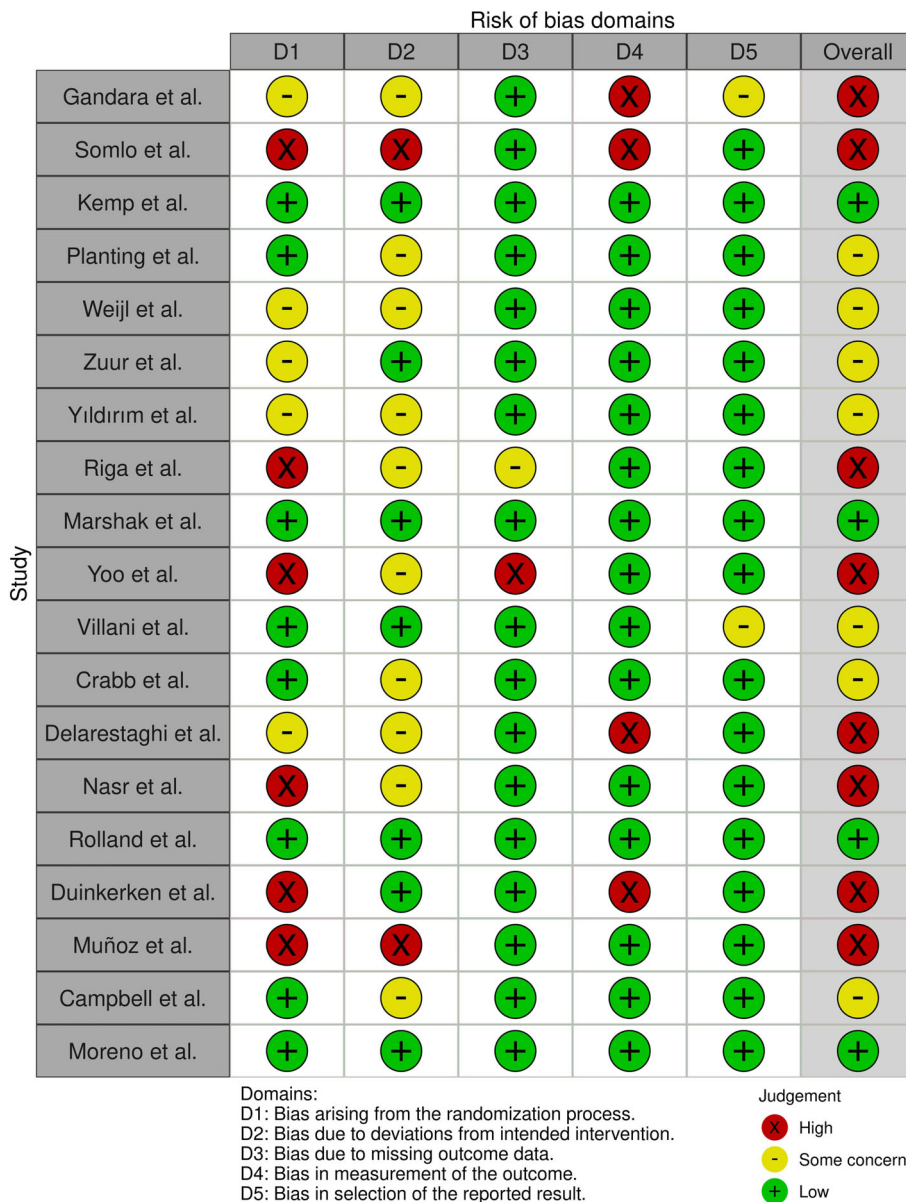 Risk of bias domains
D1 D2 D3 D4 D5 Overall
Study
Gandara et al. - - + X - X
Somlo et al. X X + X + X
Kemp et al. + + + + + +
Planting et al. + - + + + -
Weijl et al. - - + + + -
Zuur et al. - + + + + -
Yıldırım et al. - - + + + -
Riga et al. X - - + + X
Marshak et al. + + + + + +
Yoo et al. X - X + + X
Villani et al. + + + + - -
Crabb et al. + - + + + -
Delarestaghi et al. - - + X + X
Nasr et al. X - + + + X
Rolland et al. + + + + + +
Duinkerken et al. X + + X + X
Muñoz et al. X X + + + X
Campbell et al. + - + + + -
Moreno et al. + + + + + +
Domains:
D1: Bias arising from the randomization process.
D2: Bias due to deviations from intended intervention.
D3: Bias due to missing outcome data.
D4: Bias in measurement of the outcome.
D5: Bias in selection of the reported result.
Judgement
X High
- Some concern
+ Low